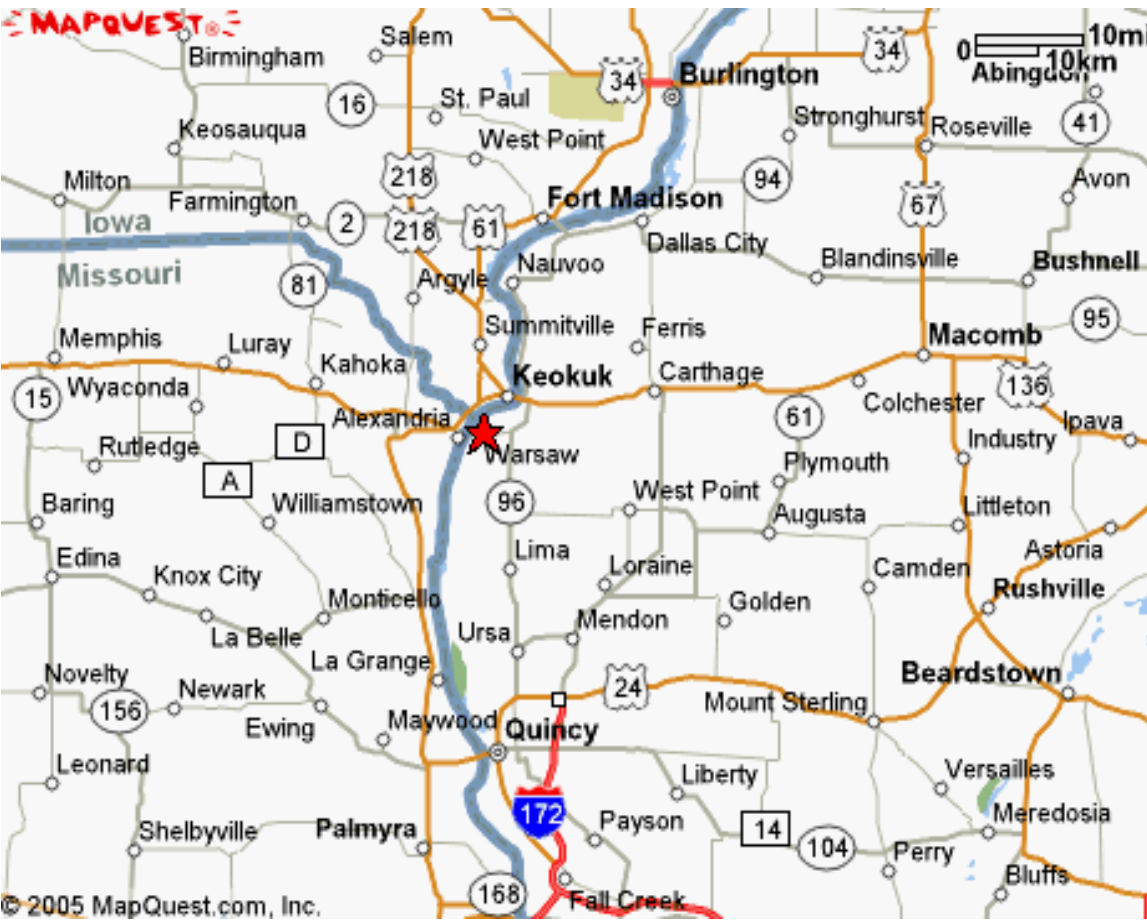 MAPQUEST®
Salem
Birmingham
34
Burlington
34
0 10mi
10km
Abingdon
16
St. Paul
Keosauqua
West Point
Stronghurst
Roseville
41
Milton
218
94
Avon
Farmington
2
218
61
Fort Madison
67
Iowa
Dallas City
Missouri
81
Argyle
Nauvoo
Blandinsville
Bushnell
Summitville
Ferris
95
Memphis
Luray
Kahoka
Macomb
15
Wyaconda
Keokuk
Carthage
136
Alexandria
61
Colchester
Ipava
Rutledge
D
Warsaw
Industry
A
Plymouth
Baring
Williamstown
96
West Point
Augusta
Littleton
Edina
Knox City
Lima
Loraine
Camden
Astoria
Monticello
Golden
Rushville
La Belle
Ursa
Mendon
La Grange
Novelty
Newark
24
Beardstown
156
Ewing
Maywood
Quincy
Mount Sterling
Leonard
Liberty
Versailles
172
Shelbyville
Palmyra
Payson
14
104
Meredosia
Perry
168
Fall Creek
Bluffs
© 2005 MapQuest.com, Inc.